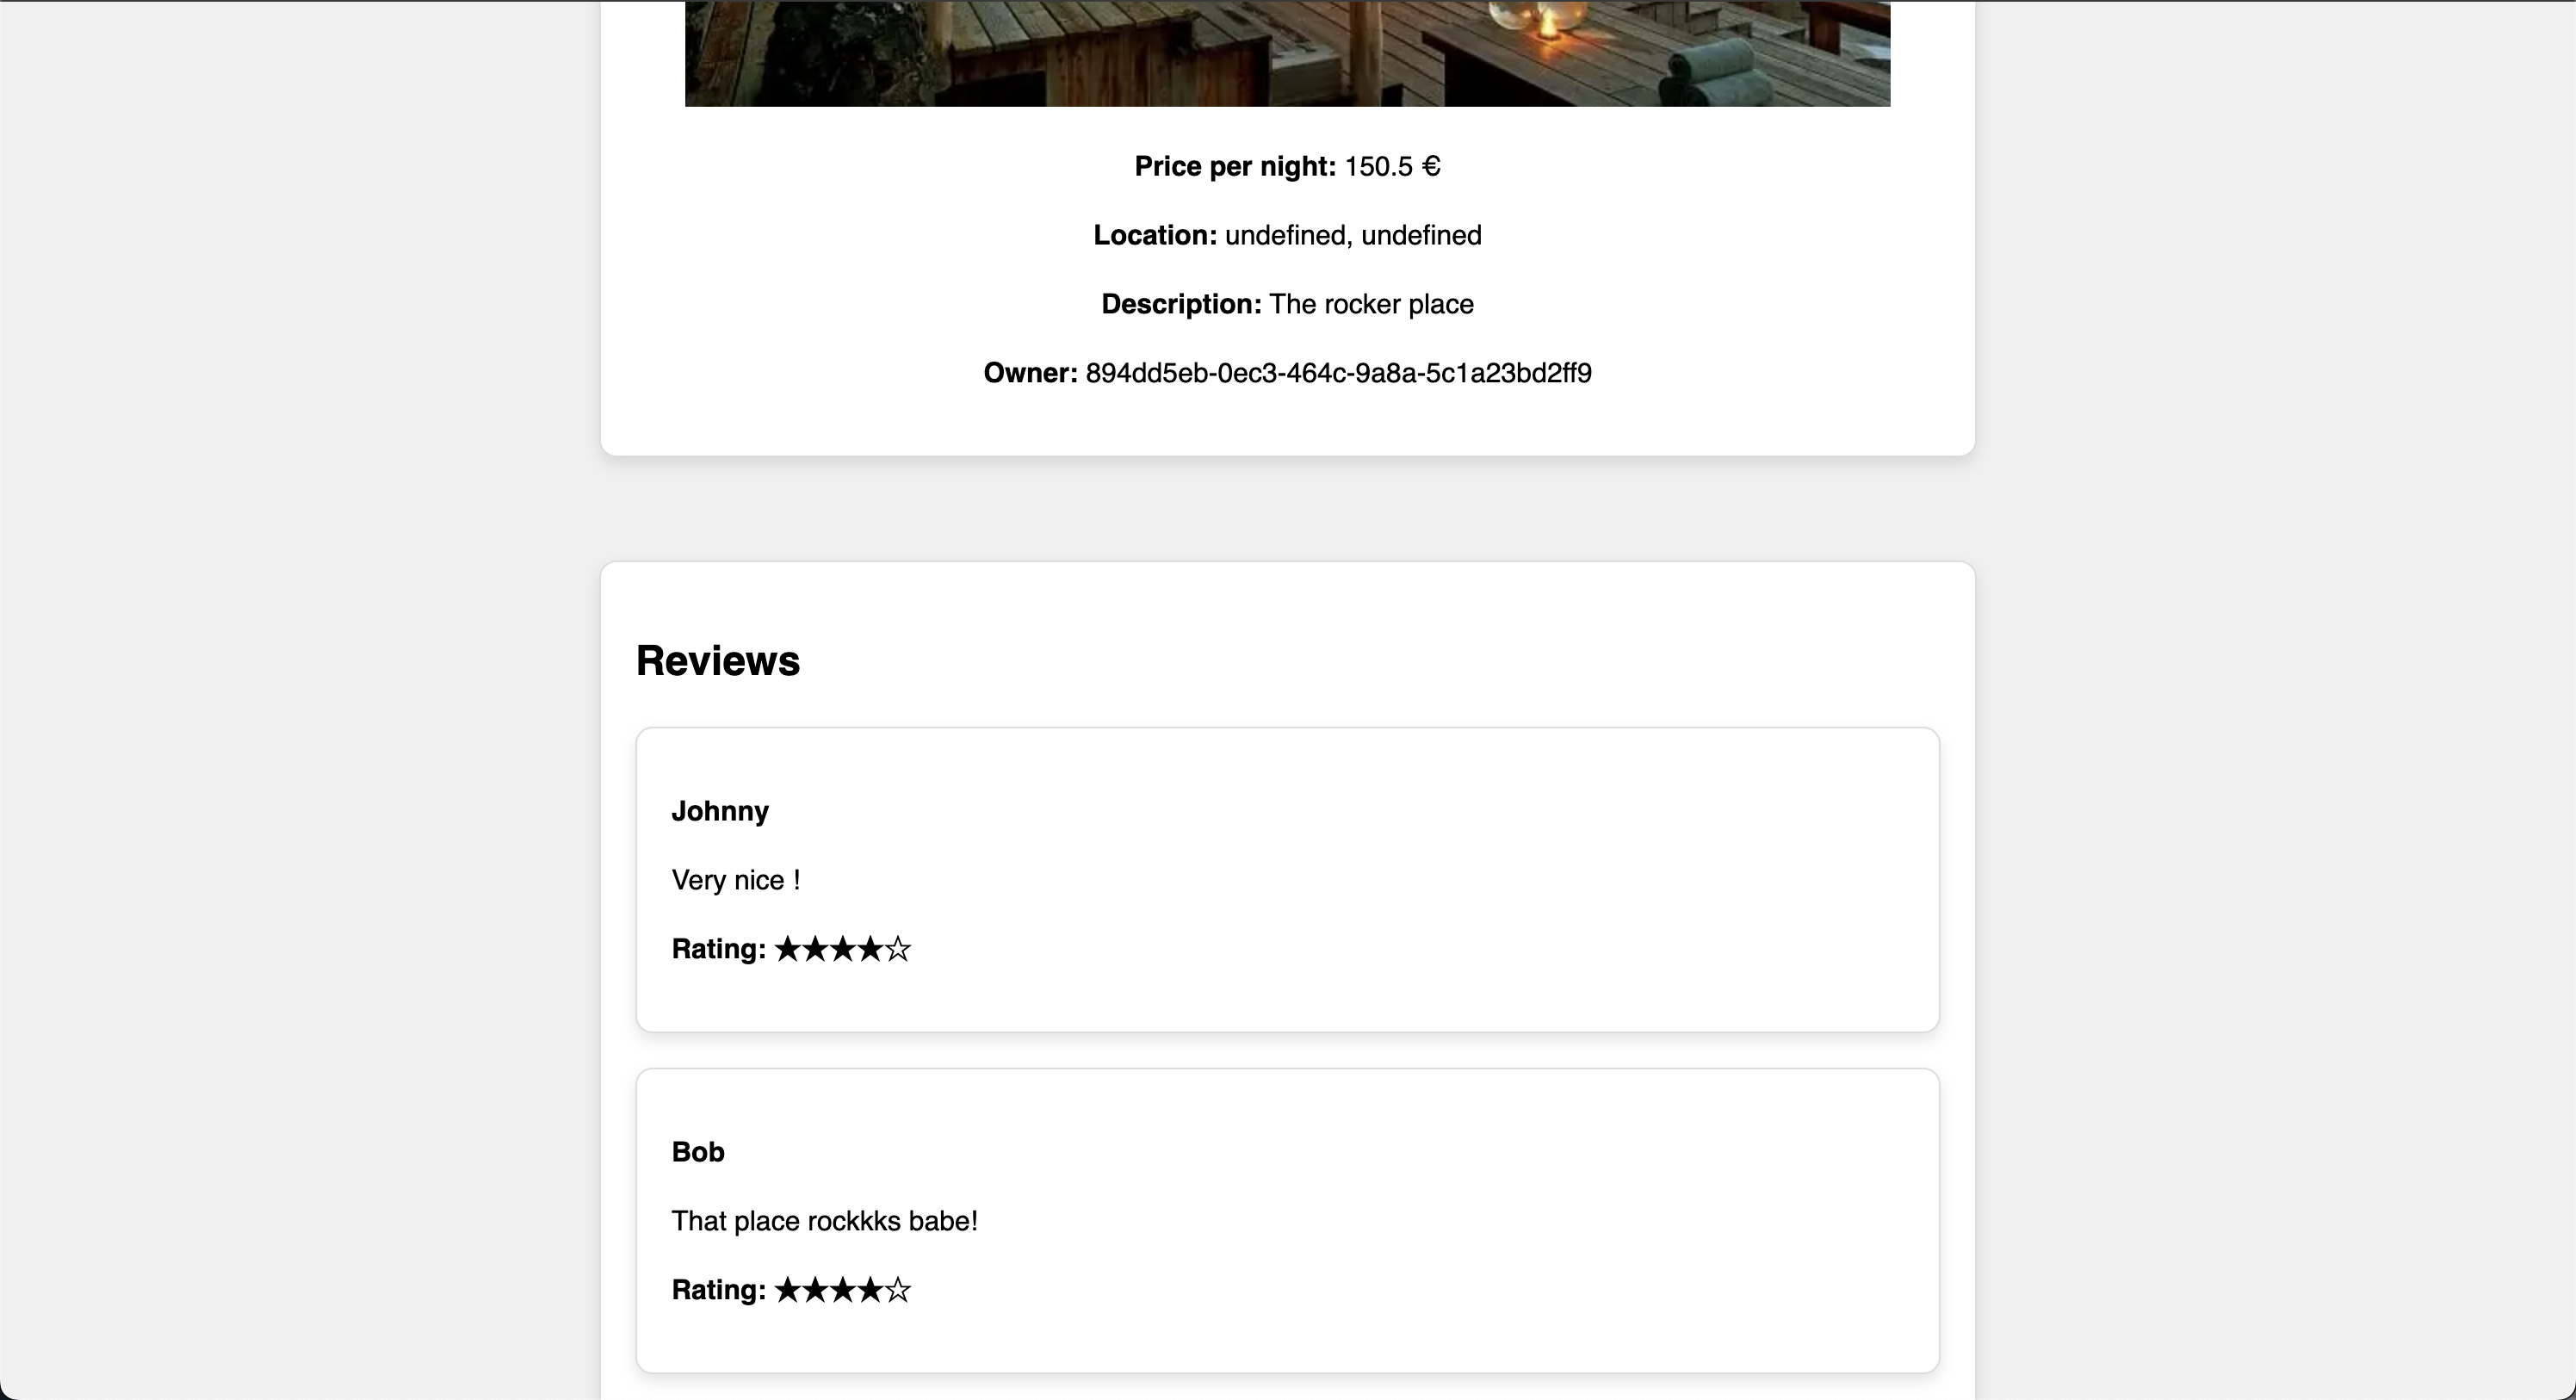 Price per night: 150.5 €
Location: undefined, undefined
Description: The rocker place
Owner: 894dd5eb-0ec3-464c-9a8a-5c1a23bd2ff9
Reviews
Johnny
Very nice !
Rating: ★★★★☆
Bob
That place rockkks babe!
Rating: ★★★★☆